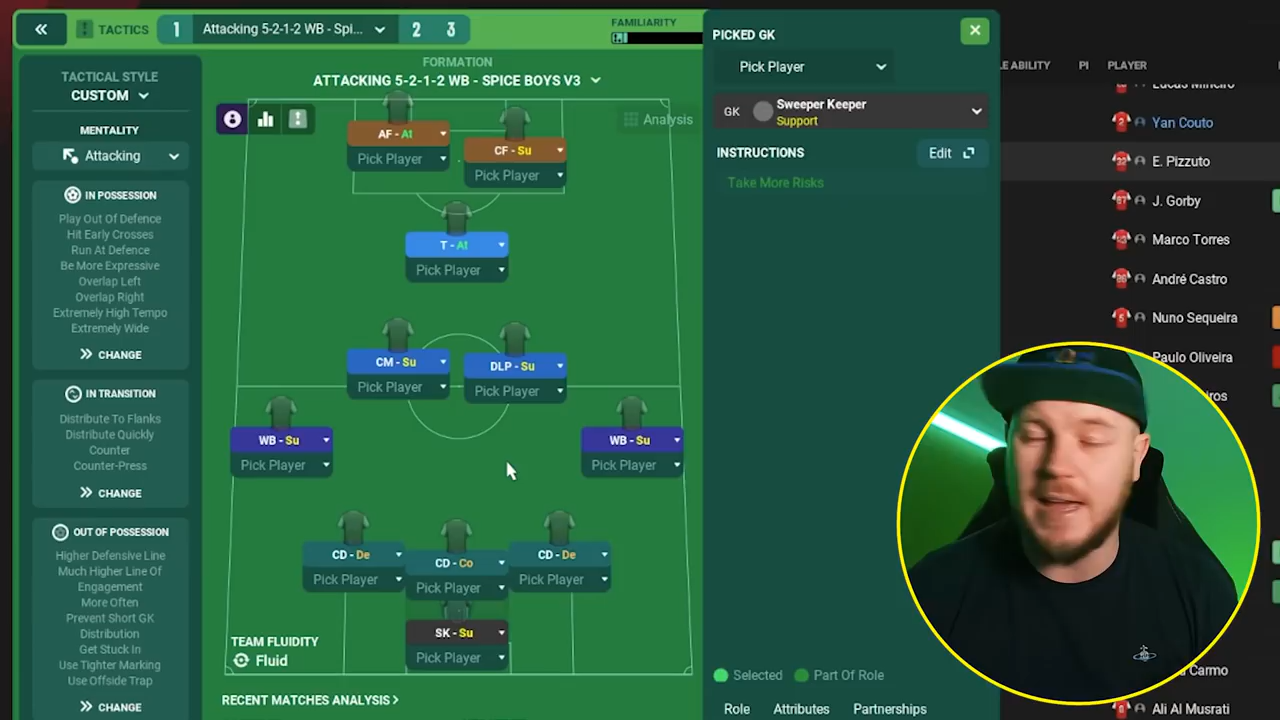 TACTICS
1
Attacking 5-2-1-2 WB - Spi...
2
3
FAMILIARITY
TACTICAL STYLE
CUSTOM
MENTALITY
Attacking
IN POSSESSION
Play Out Of Defence
Hit Early Crosses
Run At Defence
Be More Expressive
Overlap Left
Overlap Right
Extremely High Tempo
Extremely Wide
CHANGE
IN TRANSITION
Distribute To Flanks
Distribute Quickly
Counter
Counter-Press
CHANGE
OUT OF POSSESSION
Higher Defensive Line
Much Higher Line Of
Engagement
More Often
Prevent Short GK
Distribution
Get Stuck In
Use Tighter Marking
Use Offside Trap
CHANGE
FORMATION
ATTACKING 5-2-1-2 WB - SPICE BOYS V3
Analysis
AF - At
Pick Player
CF - Su
Pick Player
T - At
Pick Player
CM - Su
Pick Player
DLP - Su
Pick Player
WB - Su
Pick Player
WB - Su
Pick Player
CD - De
Pick Player
CD - Co
Pick Player
CD - De
Pick Player
SK - Su
Pick Player
TEAM FLUIDITY
Fluid
RECENT MATCHES ANALYSIS
PICKED GK
Pick Player
GK
Sweeper Keeper
Support
INSTRUCTIONS
Edit
Take More Risks
Selected
Part Of Role
Role
Attributes
Partnerships
LE ABILITY
PI
PLAYER
Lucas Mineiro
Yan Couto
E. Pizzuto
J. Gorby
Marco Torres
André Castro
Nuno Sequeira
Paulo Oliveira
Carmo
Ali Al Musrati